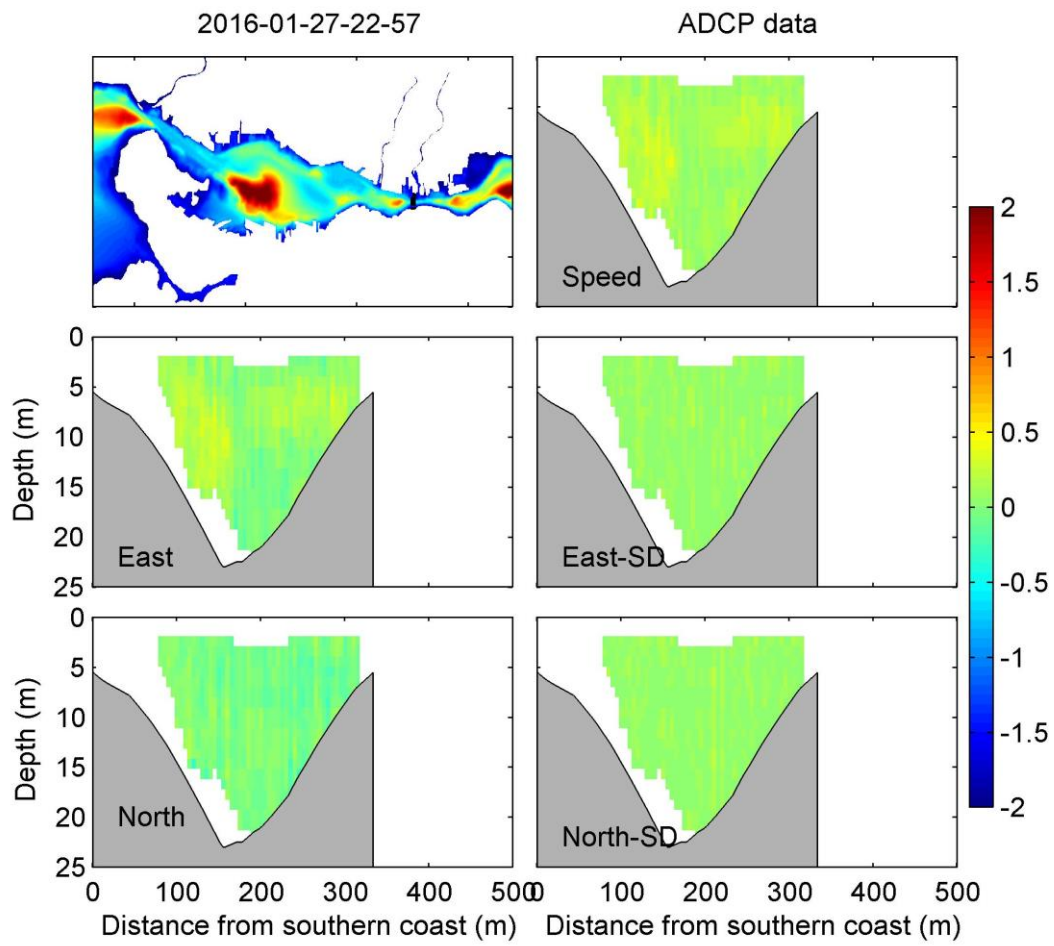 2016-01-27-22-57
ADCP data
Speed
0
5
10
15
20
25
Depth (m)
East
East-SD
0
5
10
15
20
25
Depth (m)
North
North-SD
0 100 200 300 400 500
0 100 200 300 400 500
Distance from southern coast (m)
Distance from southern coast (m)
2
1.5
1
0.5
0
-0.5
-1
-1.5
-2